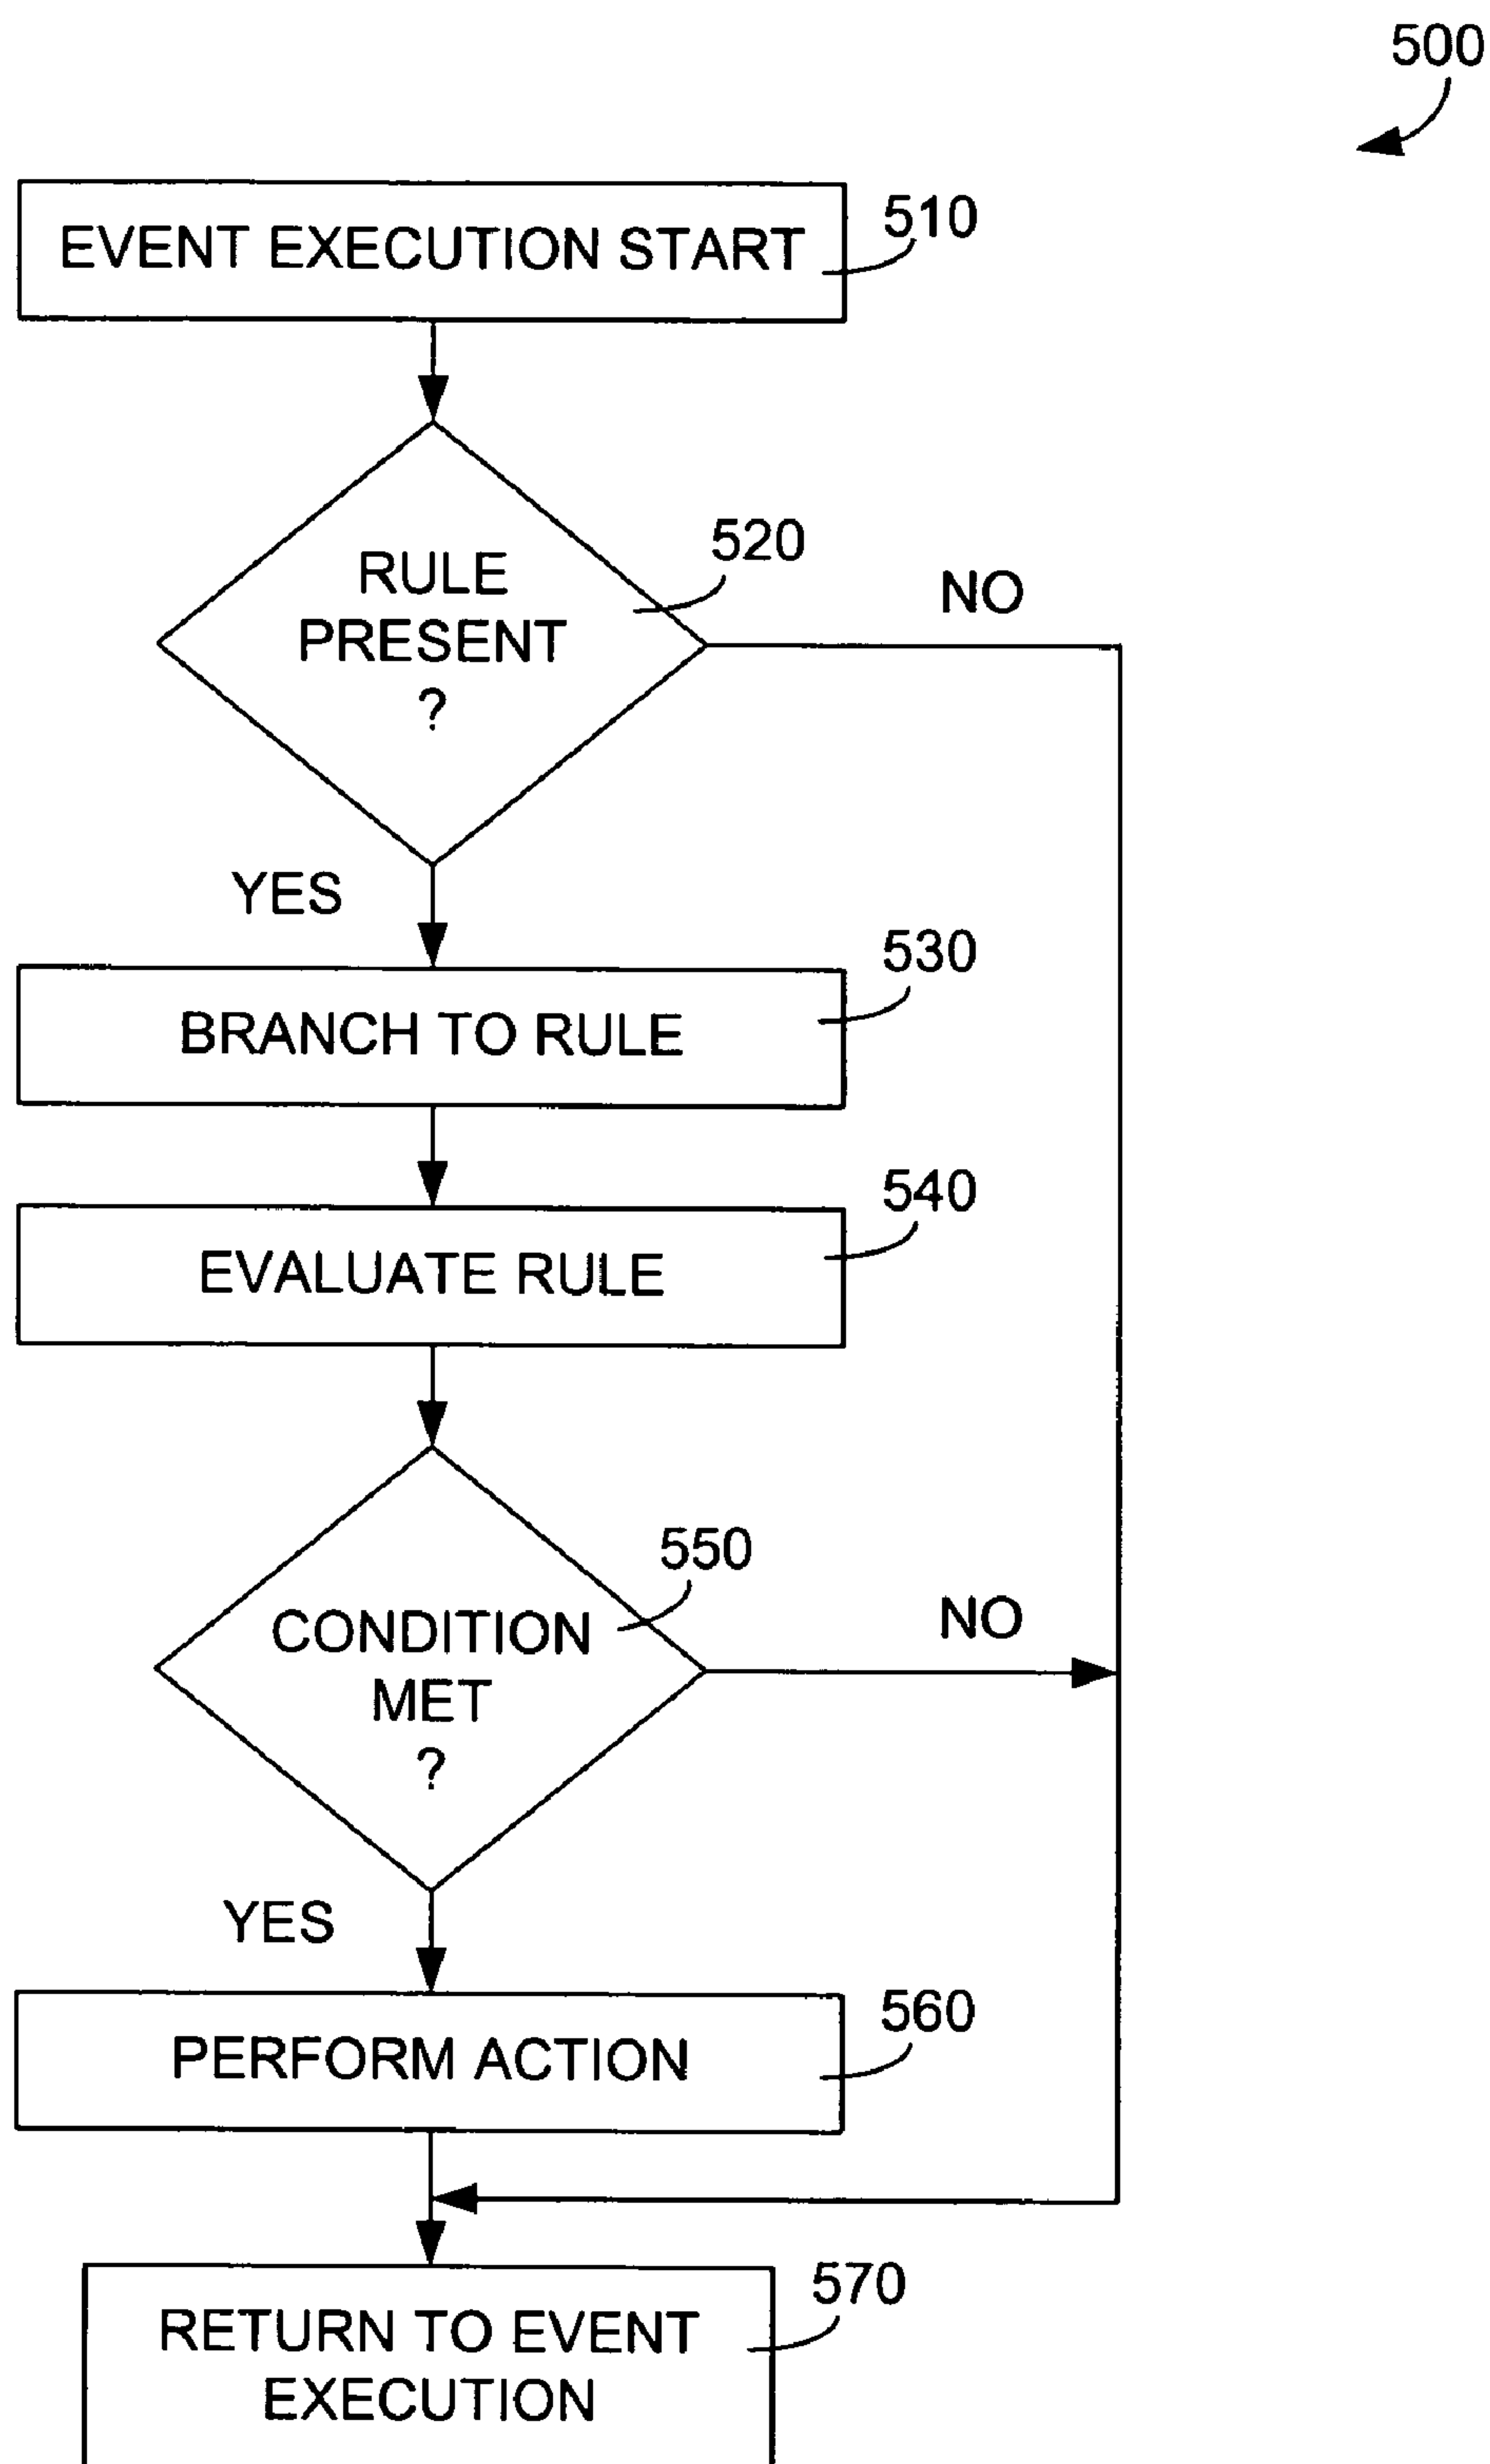 500
EVENT EXECUTION START
510
RULE
PRESENT
?
520
NO
YES
BRANCH TO RULE
530
EVALUATE RULE
540
CONDITION
MET
?
550
NO
YES
PERFORM ACTION
560
RETURN TO EVENT
EXECUTION
570